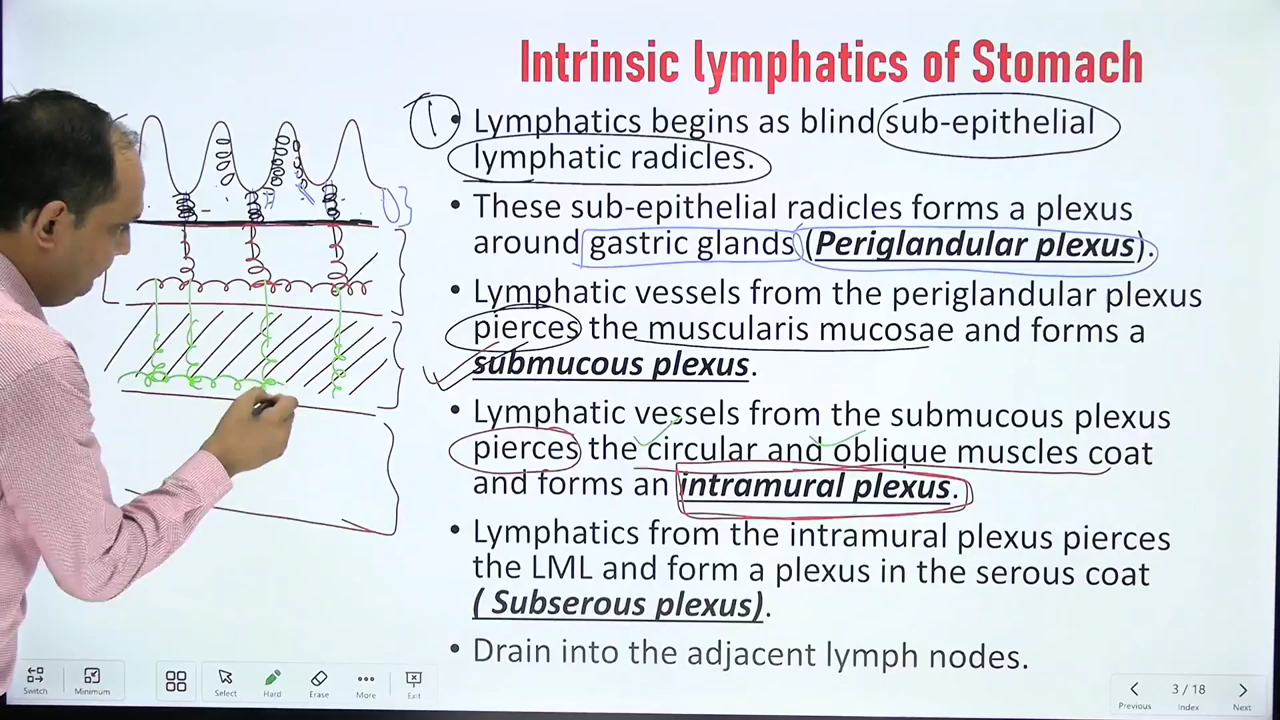 Intrinsic lymphatics of Stomach
1 • Lymphatics begins as blind sub-epithelial
lymphatic radicles.
• These sub-epithelial radicles forms a plexus
around gastric glands (Periglandular plexus).
• Lymphatic vessels from the periglandular plexus
pierces the muscularis mucosae and forms a
submucous plexus.
• Lymphatic vessels from the submucous plexus
pierces the circular and oblique muscles coat
and forms an intramural plexus.
• Lymphatics from the intramural plexus pierces
the LML and form a plexus in the serous coat
( Subserous plexus).
• Drain into the adjacent lymph nodes.
Switch Minimum Select Hard Erase More Exit
3 / 18
Previous Index Next